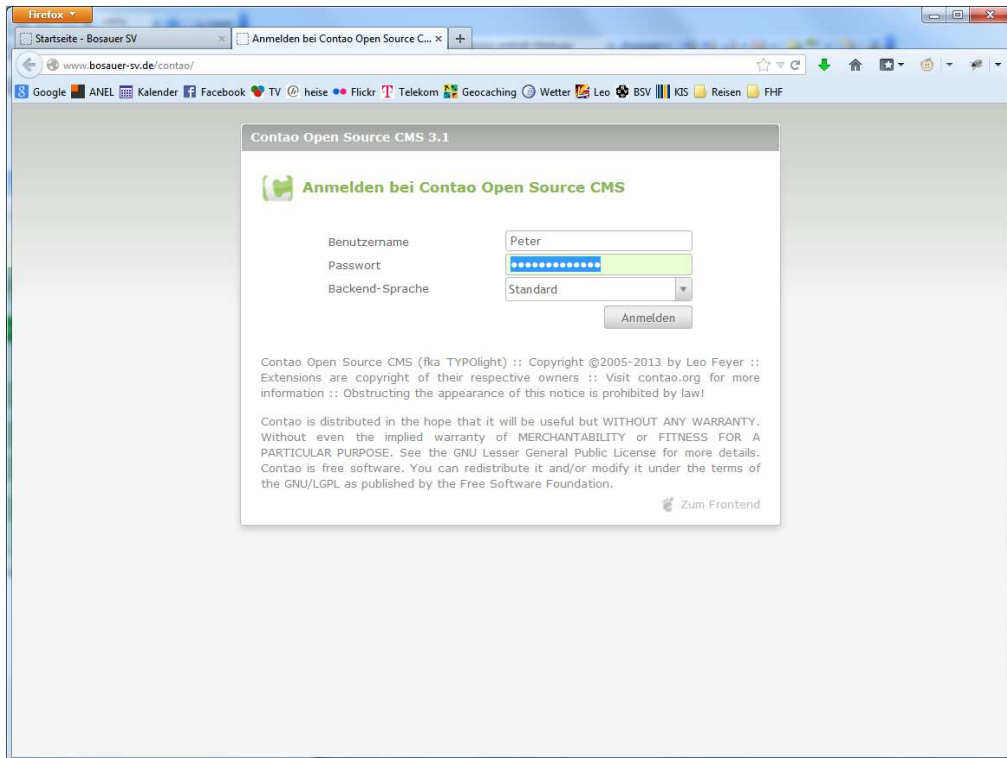 Firefox
Startseite - Bosauer SV
Anmelden bei Contao Open Source C...
www.bosauer-sv.de/contao/
Google ANEL Kalender Facebook TV heise Flickr Telekom Geocaching Wetter Leo BSV KIS Reisen FHF
Contao Open Source CMS 3.1
Anmelden bei Contao Open Source CMS
Benutzername Peter
Passwort
Backend-Sprache Standard
Anmelden
Contao Open Source CMS (fka TYPOlight) :: Copyright ©2005-2013 by Leo Feyer ::
Extensions are copyright of their respective owners :: Visit contao.org for more
information :: Obstructing the appearance of this notice is prohibited by law!
Contao is distributed in the hope that it will be useful but WITHOUT ANY WARRANTY.
Without even the implied warranty of MERCHANTABILITY or FITNESS FOR A
PARTICULAR PURPOSE. See the GNU Lesser General Public License for more details.
Contao is free software. You can redistribute it and/or modify it under the terms of
the GNU/LGPL as published by the Free Software Foundation.
Zum Frontend